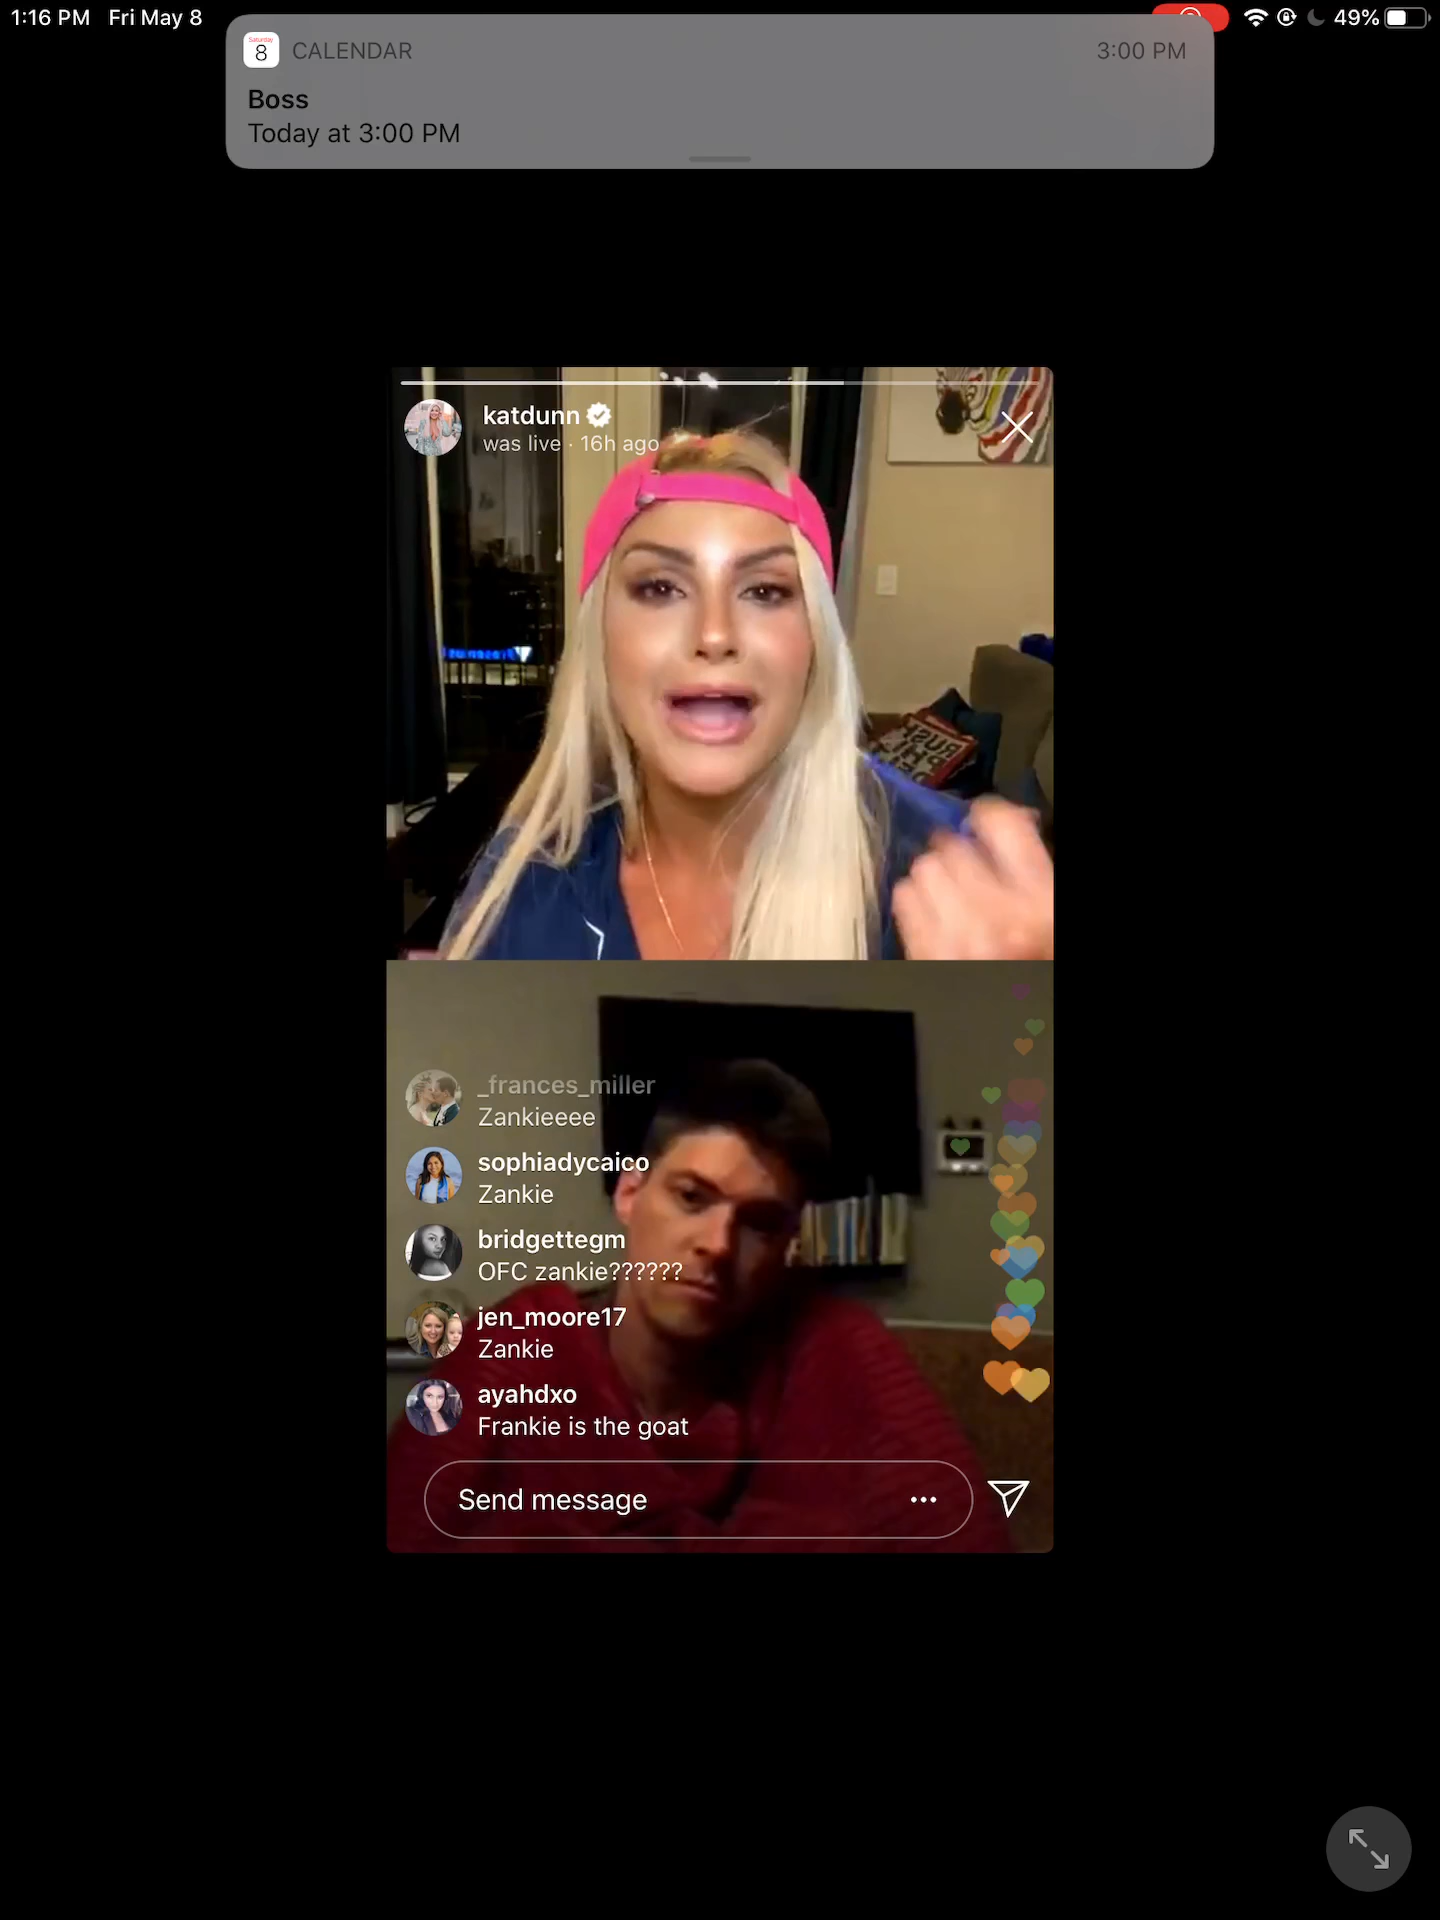 1:16 PM Fri May 8
49%
Saturday
8
CALENDAR
3:00 PM
Boss
Today at 3:00 PM
katdunn
was live · 16h ago
_frances_miller
Zankieeee
sophiadycaico
Zankie
bridgettegm
OFC zankie??????
jen_moore17
Zankie
ayahdxo
Frankie is the goat
Send message